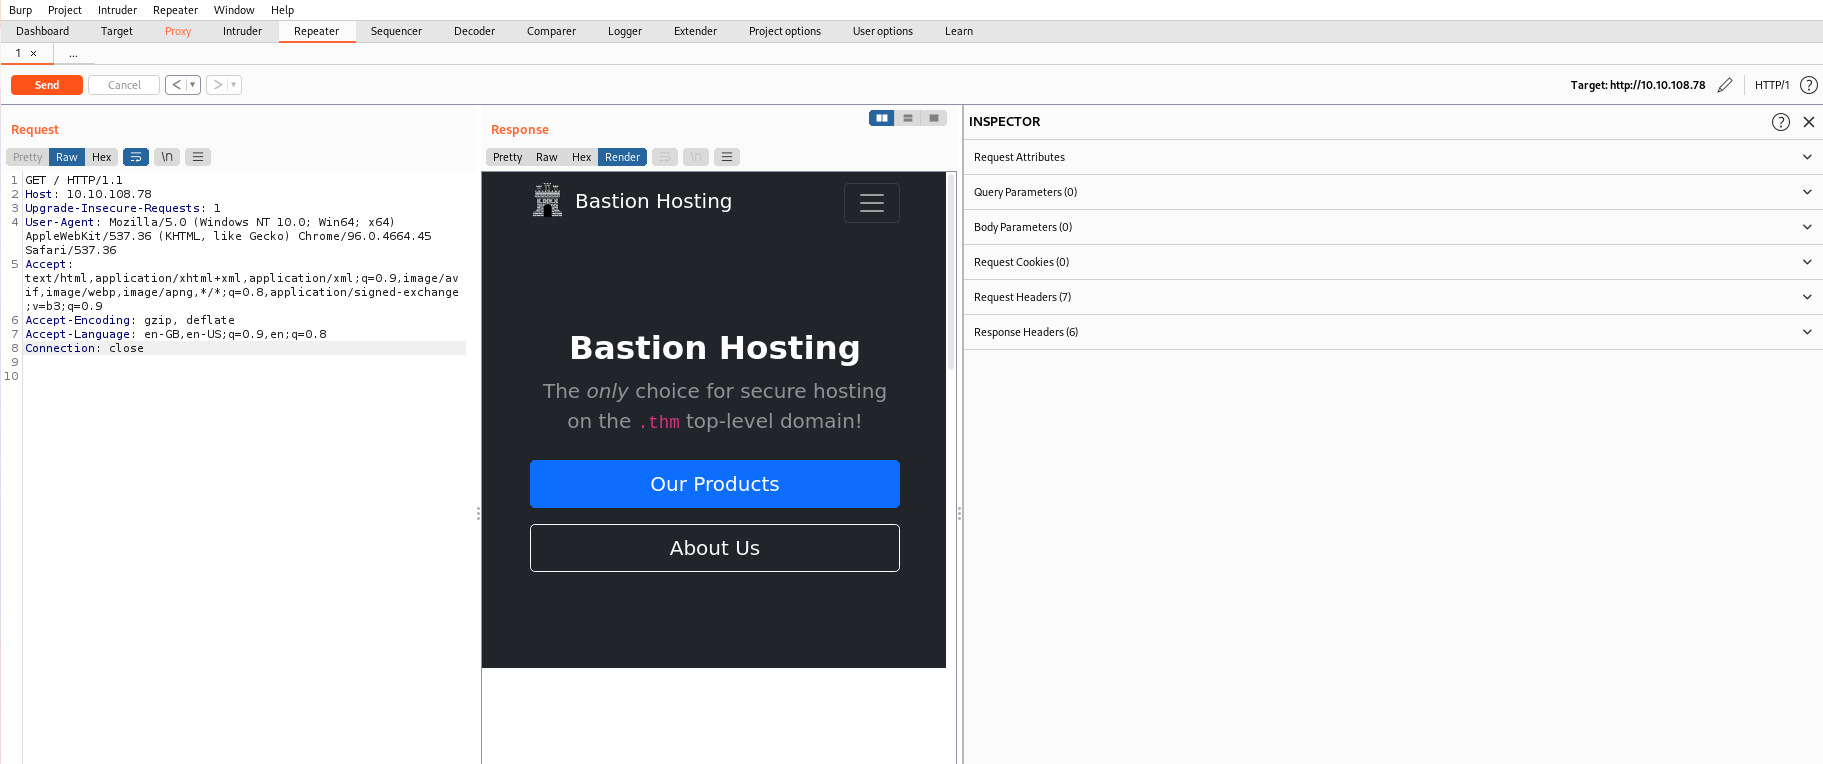 Burp Project Intruder Repeater Window Help
Dashboard Target Proxy Intruder Repeater Sequencer Decoder Comparer Logger Extender Project options User options Learn
1 × ...
Send Cancel < > Target: http://10.10.108.78 HTTP/1 ?
Request
Pretty Raw Hex \n
1 GET / HTTP/1.1
2 Host: 10.10.108.78
3 Upgrade-Insecure-Requests: 1
4 User-Agent: Mozilla/5.0 (Windows NT 10.0; Win64; x64)
AppleWebKit/537.36 (KHTML, like Gecko) Chrome/96.0.4664.45
Safari/537.36
5 Accept:
text/html,application/xhtml+xml,application/xml;q=0.9,image/av
if,image/webp,image/apng,*/*;q=0.8,application/signed-exchange
;v=b3;q=0.9
6 Accept-Encoding: gzip, deflate
7 Accept-Language: en-GB,en-US;q=0.9,en;q=0.8
8 Connection: close
9
10
Response
Pretty Raw Hex Render \n
Bastion Hosting
Bastion Hosting
The only choice for secure hosting
on the .thm top-level domain!
Our Products
About Us
INSPECTOR ? ×
Request Attributes
Query Parameters (0)
Body Parameters (0)
Request Cookies (0)
Request Headers (7)
Response Headers (6)